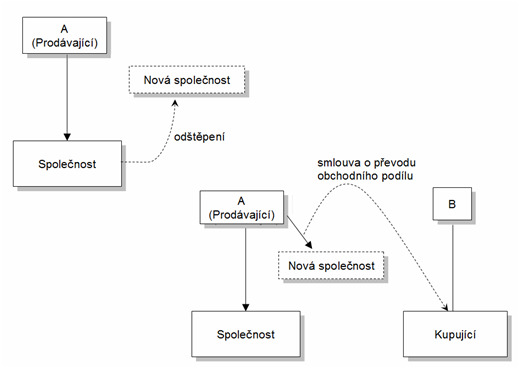 A
(Prodávající)
Nová společnost
odštěpení
Společnost
smlouva o převodu
obchodního podílu
A
(Prodávající)
B
Nová společnost
Společnost
Kupující